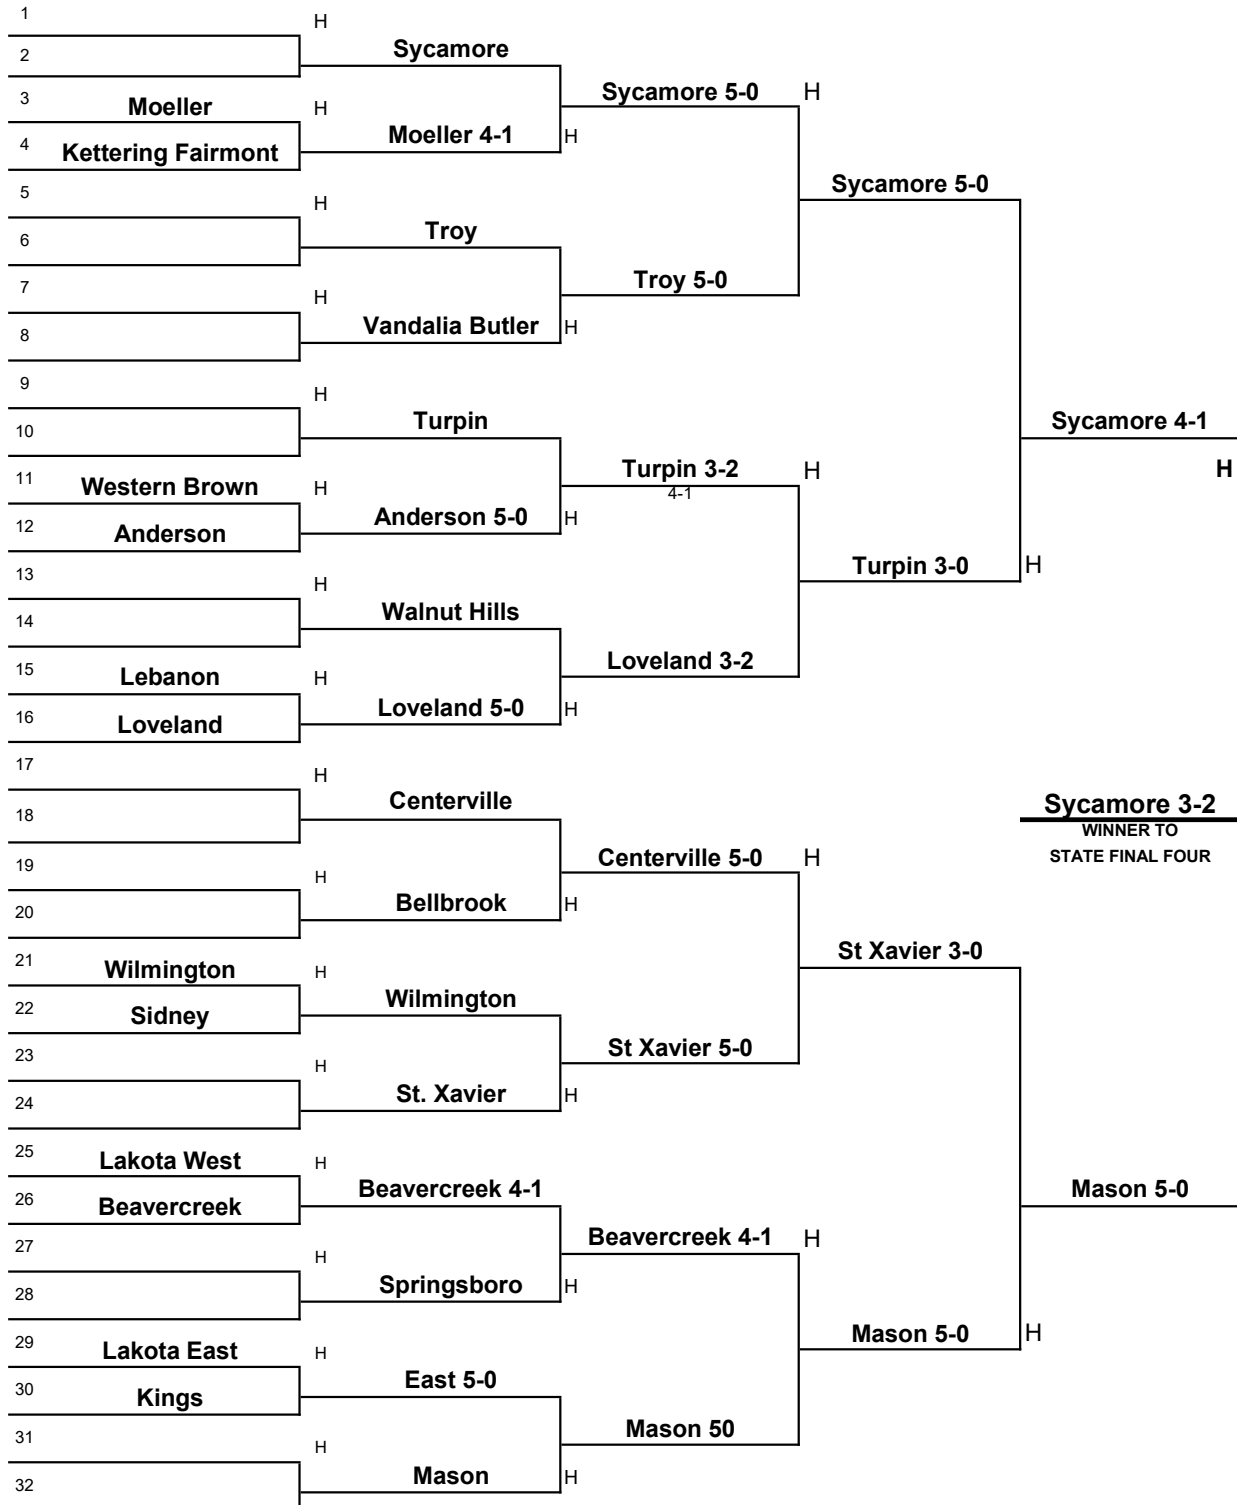 1
H
2
Sycamore
3 Moeller
H
Sycamore 5-0 H
4 Kettering Fairmont
Moeller 4-1 H
5
H
Sycamore 5-0
6
Troy
7
H
Troy 5-0
8
Vandalia Butler H
9
H
10
Turpin
Sycamore 4-1
11 Western Brown
H
Turpin 3-2 H
H
4-1
12 Anderson
Anderson 5-0 H
13
H
Turpin 3-0 H
14
Walnut Hills
15 Lebanon
H
Loveland 3-2
16 Loveland
Loveland 5-0 H
17
H
18
Centerville
Sycamore 3-2
WINNER TO
STATE FINAL FOUR
19
H
Centerville 5-0 H
20
Bellbrook H
21 Wilmington
H
St Xavier 3-0
22 Sidney
Wilmington
23
H
St Xavier 5-0
24
St. Xavier H
25 Lakota West
H
26 Beavercreek
Beavercreek 4-1
Mason 5-0
27
H
Beavercreek 4-1 H
28
Springsboro H
29 Lakota East
H
Mason 5-0 H
30 Kings
East 5-0
31
H
Mason 50
32
Mason H